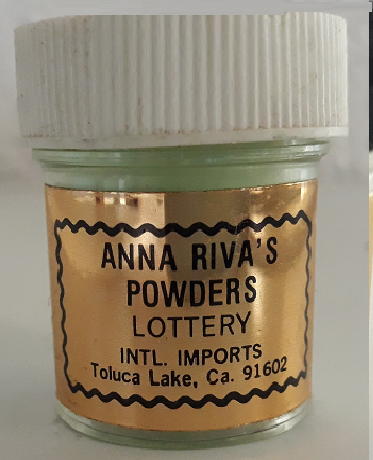 ANNA RIVA'S
POWDERS
LOTTERY
INTL. IMPORTS
Toluca Lake, Ca. 91602